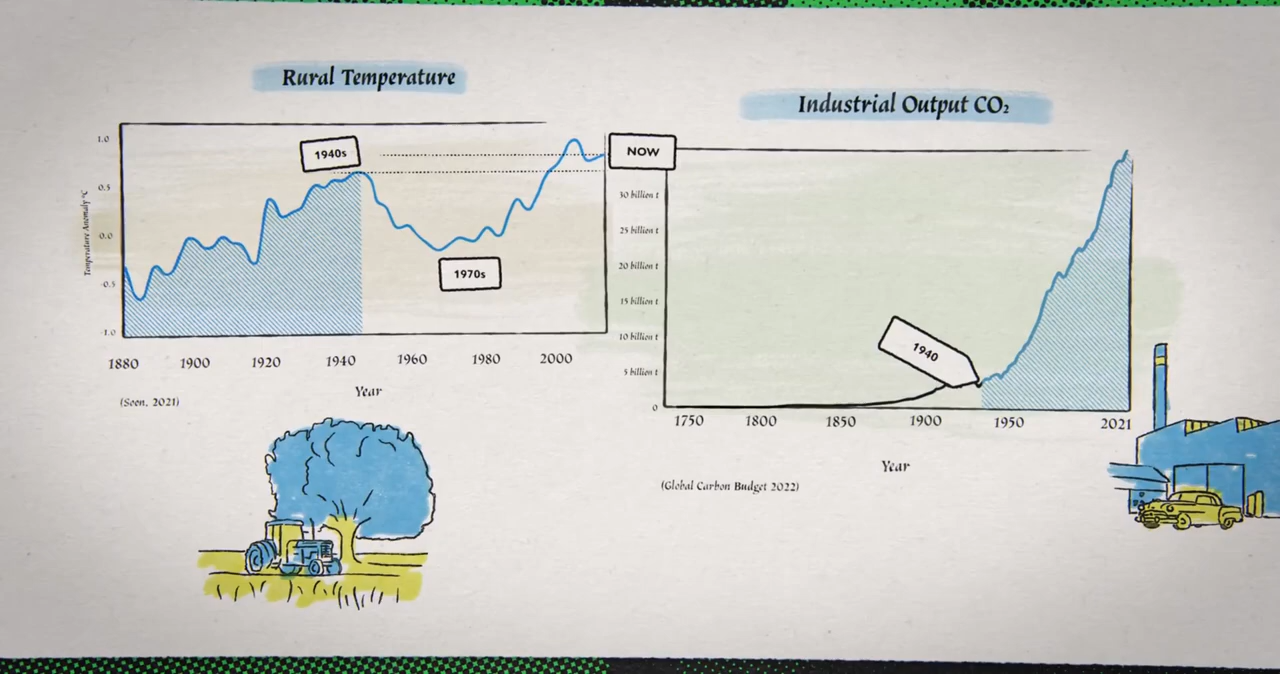 Rural Temperature
Temperature Anomaly °C
1.0
0.5
0.0
-0.5
-1.0
1940s
1970s
1880 1900 1920 1940 1960 1980 2000
Year
(Soon, 2021)
Industrial Output CO₂
NOW
30 billion t
25 billion t
20 billion t
15 billion t
10 billion t
5 billion t
0
1940
1750 1800 1850 1900 1950 2021
Year
(Global Carbon Budget 2022)